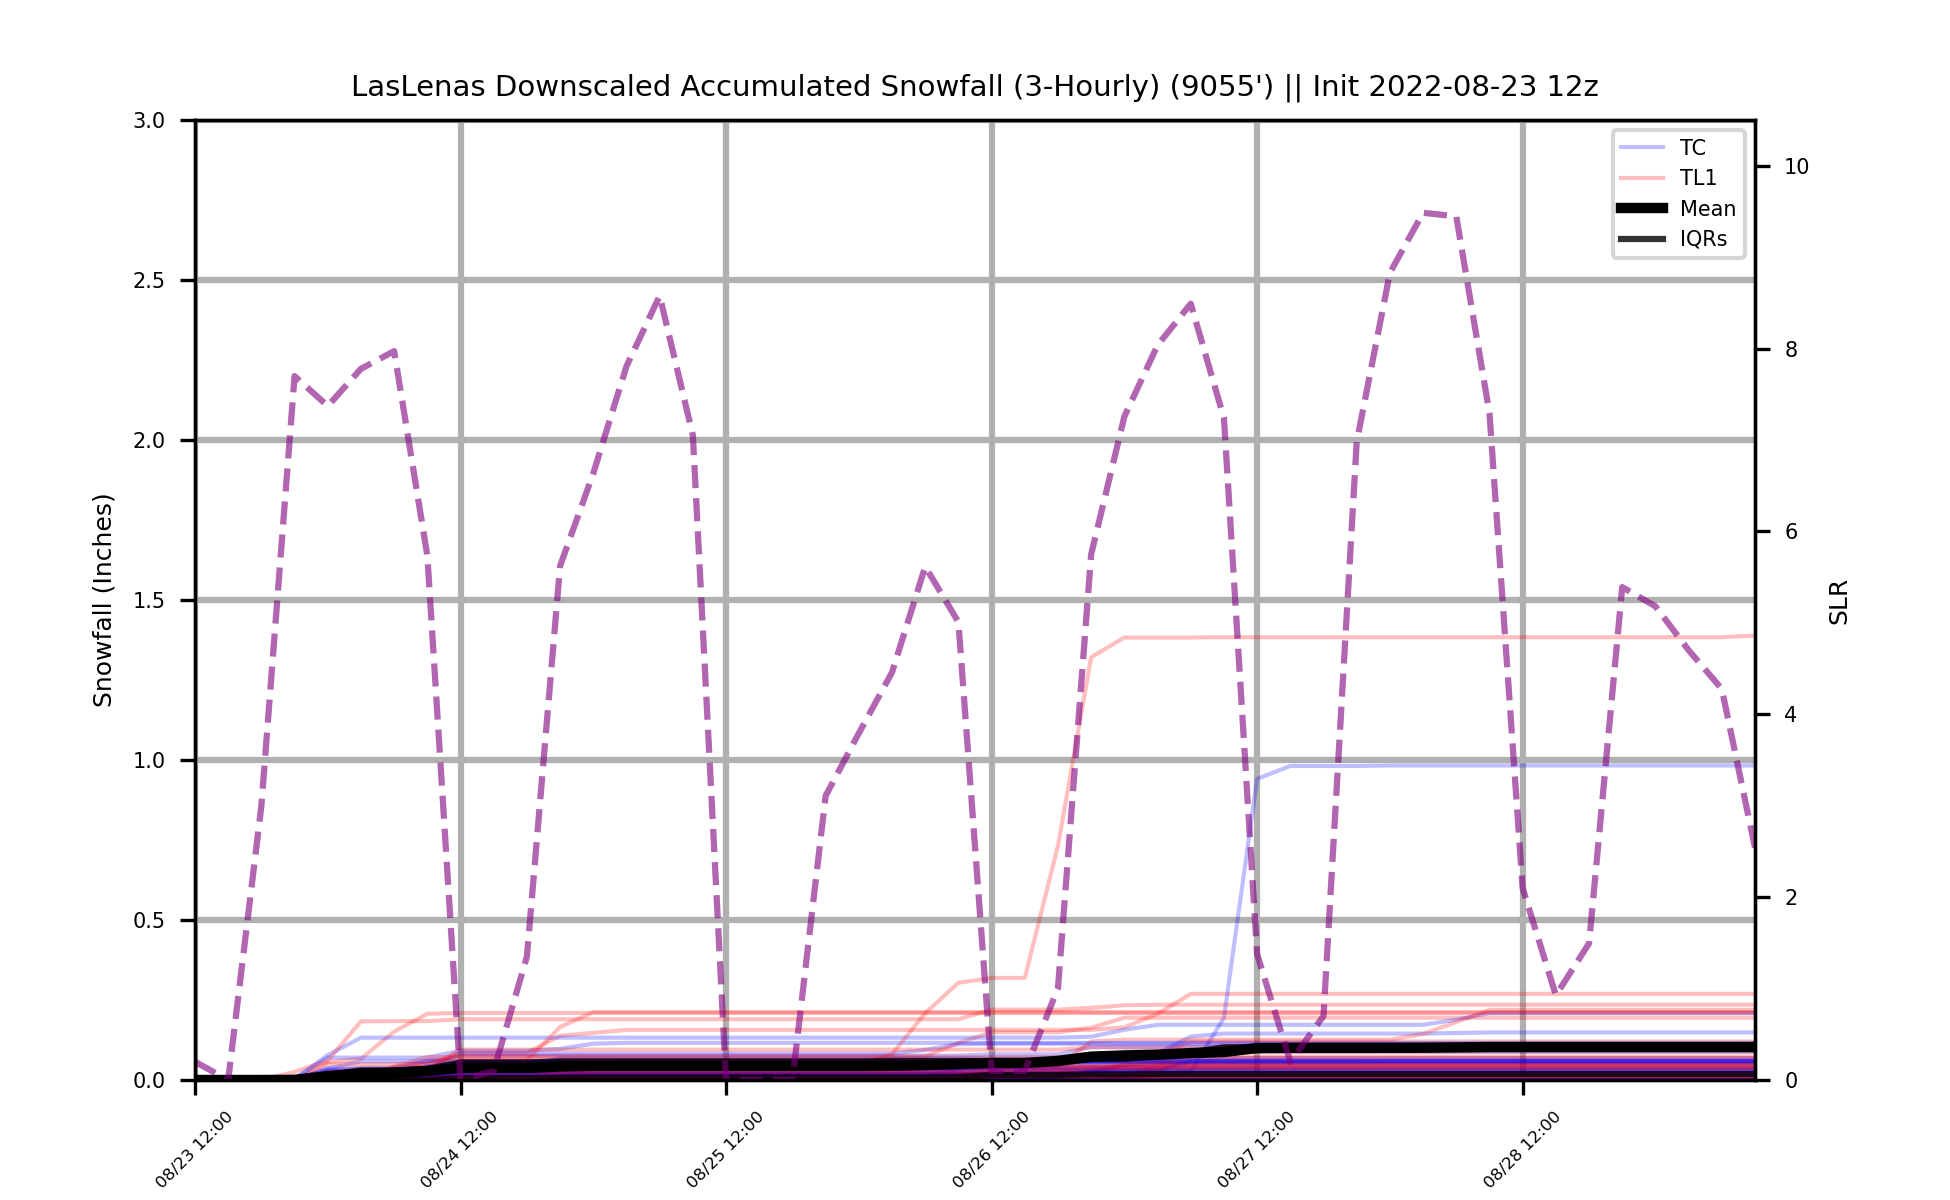 LasLenas Downscaled Accumulated Snowfall (3-Hourly) (9055') || Init 2022-08-23 12z
3.0
2.5
2.0
1.5
1.0
0.5
0.0
Snowfall (Inches)
TC
TL1
Mean
IQRs
10
8
6
4
2
0
SLR
08/23 12:00
08/24 12:00
08/25 12:00
08/26 12:00
08/27 12:00
08/28 12:00